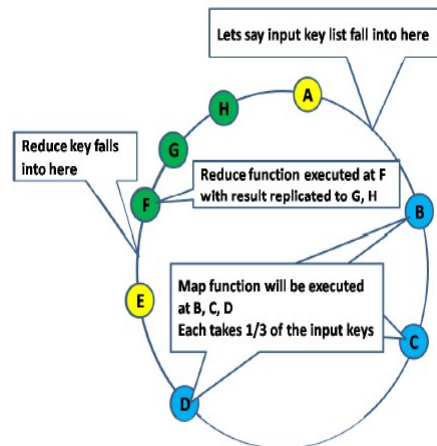 Lets say input key list fall into here
A
H
G
Reduce key falls
into here
Reduce function executed at F
with result replicated to G, H
F
B
Map function will be executed
at B, C, D
Each takes 1/3 of the input keys
E
C
D